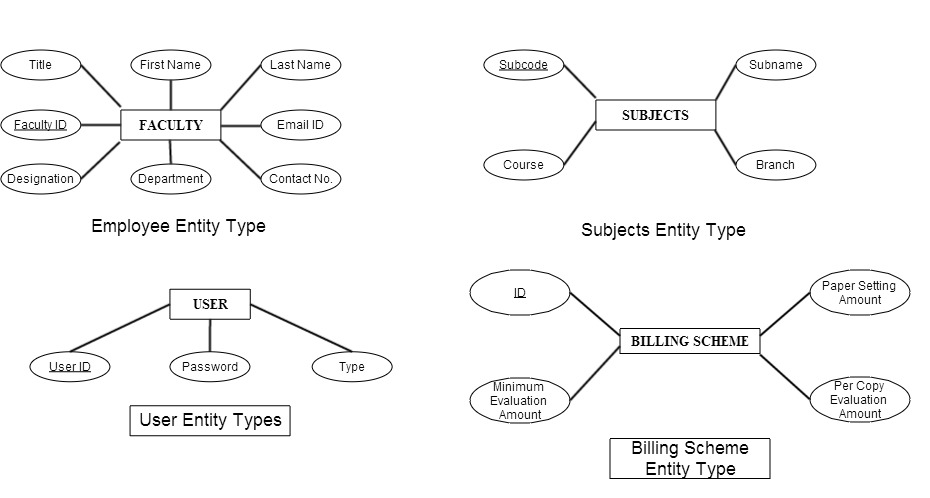 Title
First Name
Last Name
Faculty ID
FACULTY
Email ID
Designation
Department
Contact No.
Employee Entity Type
Subcode
Subname
SUBJECTS
Course
Branch
Subjects Entity Type
USER
User ID
Password
Type
User Entity Types
ID
Paper Setting
Amount
BILLING SCHEME
Minimum
Evaluation
Amount
Per Copy
Evaluation
Amount
Billing Scheme
Entity Type